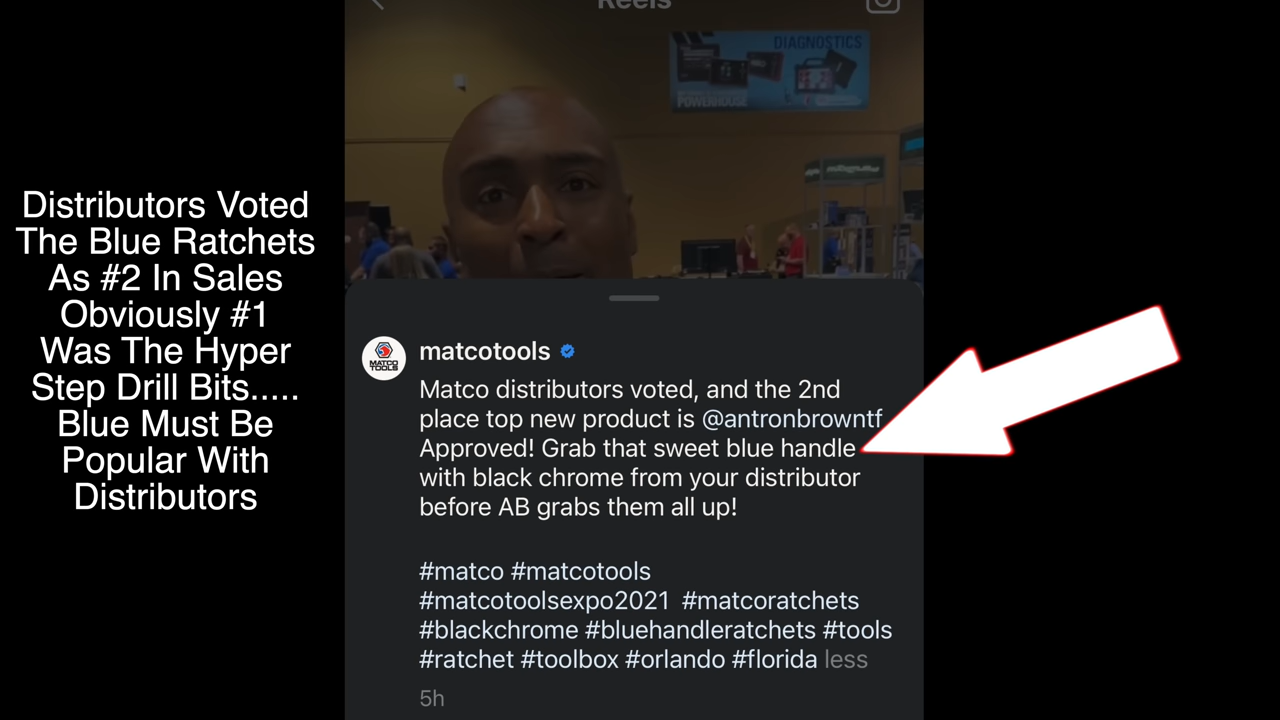 Reels
DIAGNOSTICS
POWERHOUSE
Distributors Voted
The Blue Ratchets
As #2 In Sales
Obviously #1
Was The Hyper
Step Drill Bits.....
Blue Must Be
Popular With
Distributors
MATCO
TOOLS
matcotools
Matco distributors voted, and the 2nd
place top new product is @antronbrowntf
Approved! Grab that sweet blue handle
with black chrome from your distributor
before AB grabs them all up!
#matco #matcotools
#matcotoolsexpo2021 #matcoratchets
#blackchrome #bluehandleratchets #tools
#ratchet #toolbox #orlando #florida less
5h